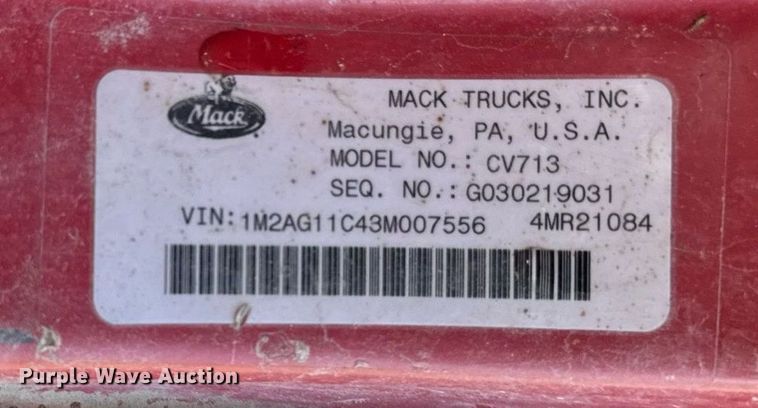 Mack
MACK TRUCKS, INC.
Macungie, PA, U.S.A.
MODEL NO.: CV713
SEQ. NO.: G030219031
VIN: 1M2AG11C43M007556 4MR21084
Purple Wave Auction